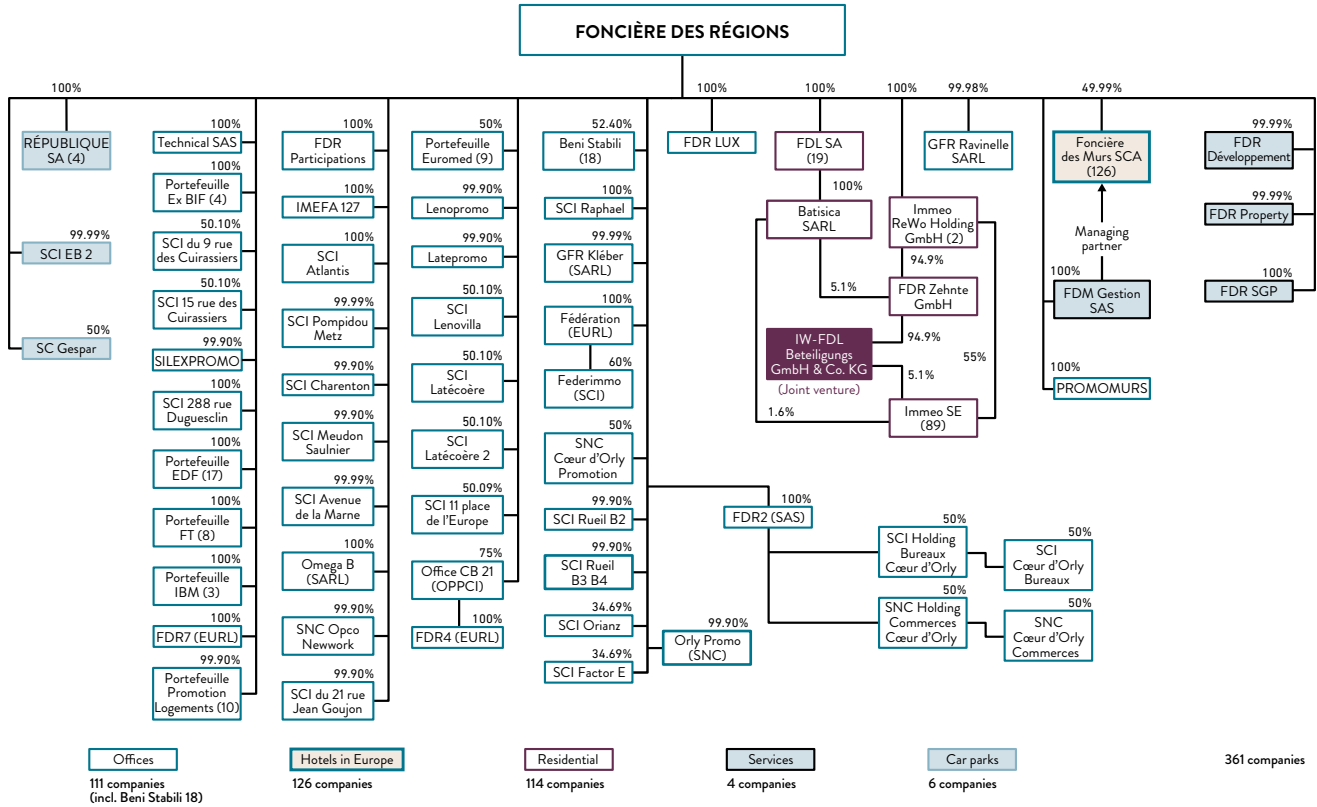 FONCIÈRE DES RÉGIONS
100%
RÉPUBLIQUE
SA (4)
99.99%
SCI EB 2
50%
SC Gespar
100%
Technical SAS
100%
Portefeuille
Ex BIF (4)
50.10%
SCI du 9 rue
des Cuirassiers
50.10%
SCI 15 rue des
Cuirassiers
99.90%
SILEXPROMO
100%
SCI 288 rue
Duguesclin
100%
Portefeuille
EDF (17)
100%
Portefeuille
FT (8)
100%
Portefeuille
IBM (3)
100%
FDR7 (EURL)
99.90%
Portefeuille
Promotion
Logements (10)
100%
FDR
Participations
100%
IMEFA 127
100%
SCI
Atlantis
99.99%
SCI Pompidou
Metz
99.90%
SCI Charenton
99.90%
SCI Meudon
Saulnier
99.99%
SCI Avenue
de la Marne
100%
Omega B
(SARL)
99.90%
SNC Opco
Newwork
99.90%
SCI du 21 rue
Jean Goujon
50%
Portefeuille
Euromed (9)
99.90%
Lenopromo
99.90%
Latepromo
50.10%
SCI
Lenovilla
50.10%
SCI
Latécoère
50.10%
SCI
Latécoère 2
50.09%
SCI 11 place
de l'Europe
75%
Office CB 21
(OPPCI)
100%
FDR4 (EURL)
52.40%
Beni Stabili
(18)
100%
SCI Raphael
99.99%
GFR Kléber
(SARL)
100%
Fédération
(EURL)
60%
Federimmo
(SCI)
50%
SNC
Cœur d'Orly
Promotion
99.90%
SCI Rueil B2
99.90%
SCI Rueil
B3 B4
34.69%
SCI Orianz
34.69%
SCI Factor E
99.90%
Orly Promo
(SNC)
100%
FDR LUX
100%
FDR2 (SAS)
50%
SCI Holding
Bureaux
Cœur d'Orly
50%
SCI
Cœur d'Orly
Bureaux
50%
SNC Holding
Commerces
Cœur d'Orly
50%
SNC
Cœur d'Orly
Commerces
100%
FDL SA
(19)
100%
Batisica
SARL
100%
Immeo
ReWo Holding
GmbH (2)
94.9%
5.1%
FDR Zehnte
GmbH
94.9%
IW-FDL
Beteiligungs
GmbH & Co. KG
(Joint venture)
5.1%
55%
1.6%
Immeo SE
(89)
99.98%
GFR Ravinelle
SARL
49.99%
Foncière
des Murs SCA
(126)
Managing
partner
100%
FDM Gestion
SAS
100%
PROMOMURS
99.99%
FDR
Développement
99.99%
FDR Property
100%
FDR SGP
Offices
111 companies
(incl. Beni Stabili 18)
Hotels in Europe
126 companies
Residential
114 companies
Services
4 companies
Car parks
6 companies
361 companies